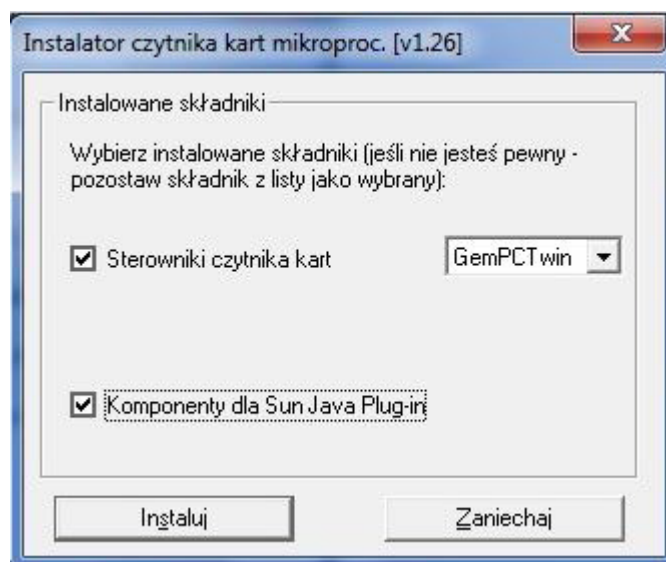 Instalator czytnika kart mikroproc. [v1.26]
Instalowane składniki
Wybierz instalowane składniki (jeśli nie jesteś pewny -
pozostaw składnik z listy jako wybrany):
Sterowniki czytnika kart GemPCTwin
Komponenty dla Sun Java Plug-in
Instaluj Zaniechaj